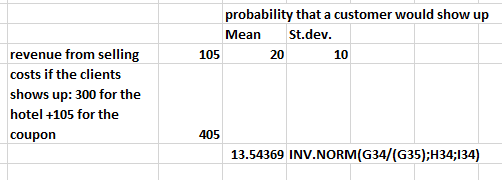 probability that a customer would show up
Mean St.dev.
revenue from selling 105 20 10
costs if the clients
shows up: 300 for the
hotel +105 for the
coupon 405
13.54369 INV.NORM(G34/(G35);H34;I34)